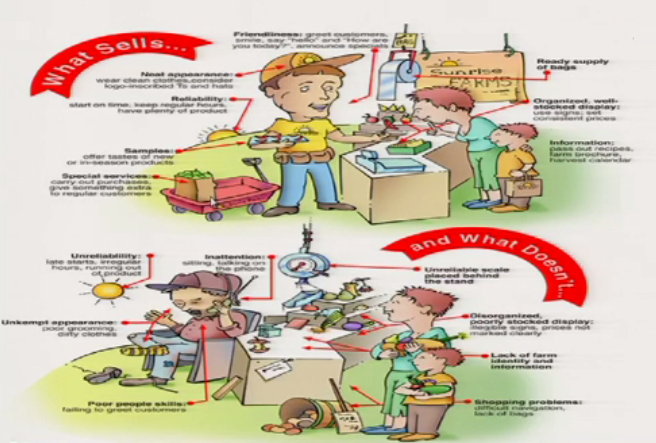 What Sells...
Friendliness: greet customers,
smile, say "hello" and "How are
you today?", announce specials
Neat appearance:
wear clean clothes,consider
logo-inscribed Ts and hats
Reliability:
start on time, keep regular hours,
have plenty of product
Samples:
offer tastes of new
or in-season products
Special services:
carry out purchases,
give something extra
to regular customers
Sunrise
FARMS
Ready supply
of bags
Organized, well-
stocked display:
use signs; set
consistent prices
Information:
pass out recipes,
farm brochure,
harvest calendar
and What Doesn't...
Unreliability:
late starts, irregular
hours, running out
of product
Inattention:
sitting, talking on
the phone
Unkempt appearance:
poor grooming,
dirty clothes
Poor people skills:
failing to greet customers
Unreliable scale
placed behind
the stand
Disorganized,
poorly stocked display:
illegible signs, prices not
marked clearly
Lack of farm
identity and
information
Shopping problems:
difficult navigation,
lack of bags